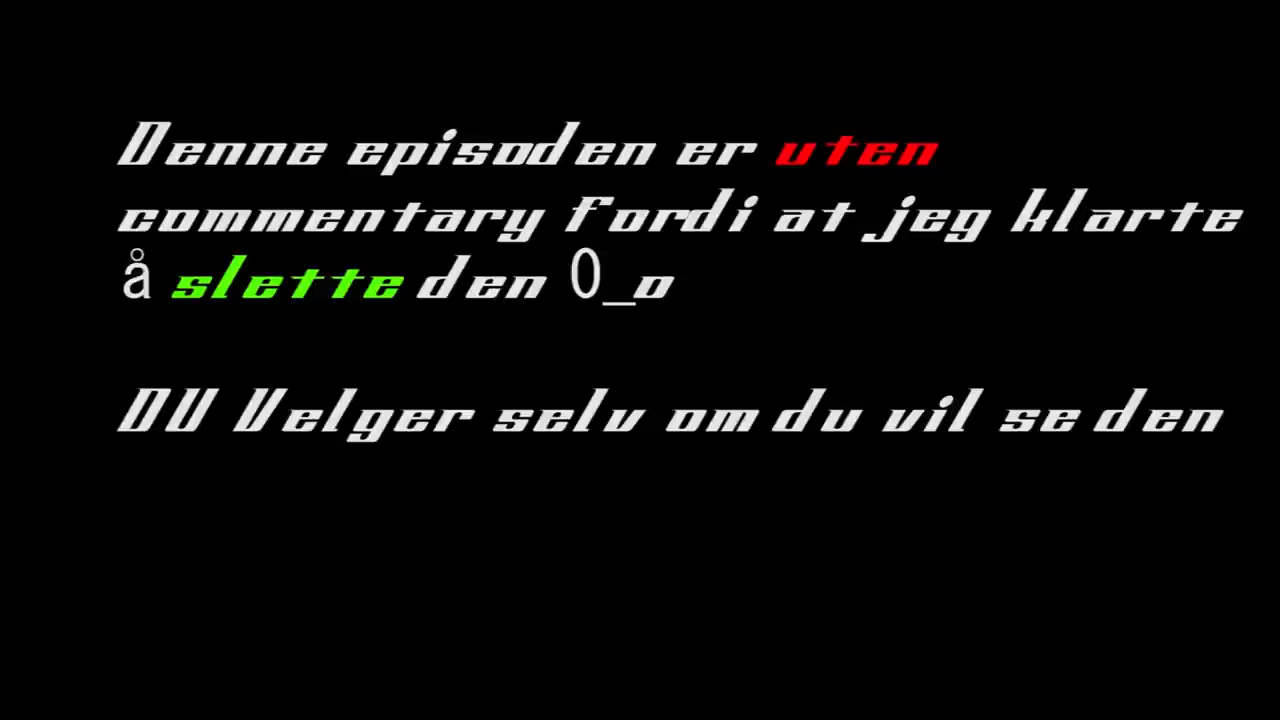 Denne episoden er uten
commentary fordi at jeg klarte
å slette den O_o
DU Velger selv om du vil se den